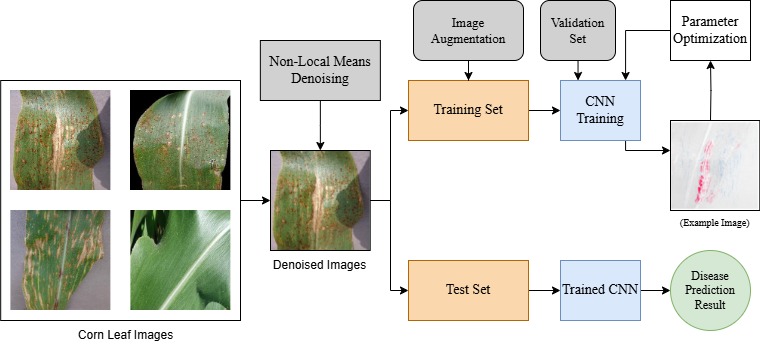 Image
Augmentation
Validation
Set
Parameter
Optimization
Non-Local Means
Denoising
Training Set
CNN
Training
(Example Image)
Denoised Images
Test Set
Trained CNN
Disease
Prediction
Result
Corn Leaf Images